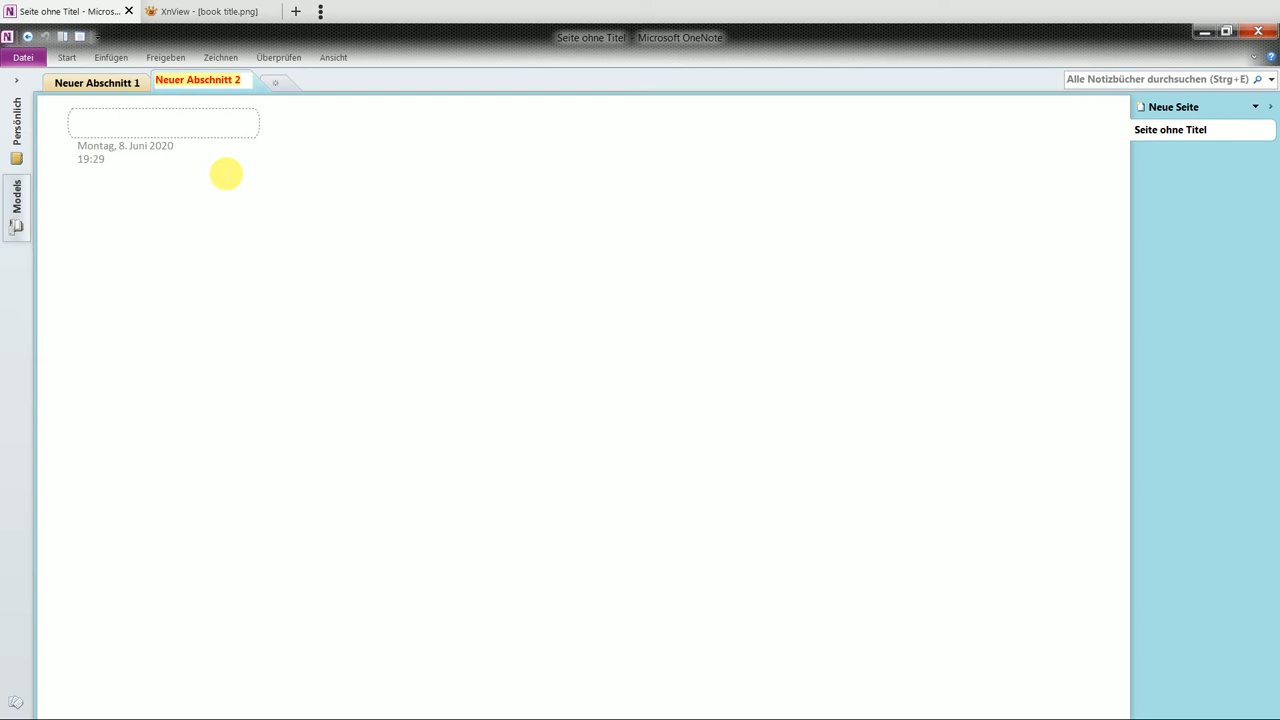 Seite ohne Titel - Micros...
XnView - [book title.png]
Seite ohne Titel - Microsoft OneNote
Datei
Start
Einfügen
Freigeben
Zeichnen
Überprüfen
Ansicht
Neuer Abschnitt 1
Neuer Abschnitt 2
Alle Notizbücher durchsuchen (Strg+E)
Persönlich
Models
Montag, 8. Juni 2020
19:29
Neue Seite
Seite ohne Titel